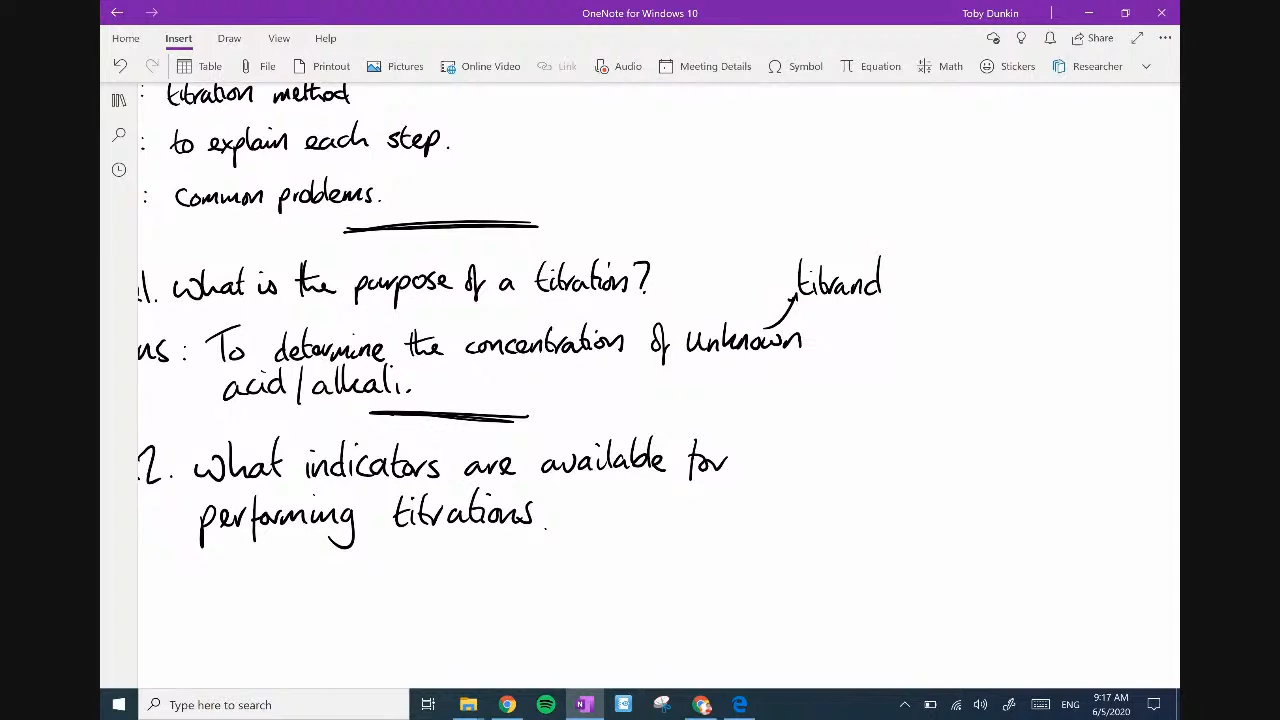 OneNote for Windows 10
Toby Dunkin
Home Insert Draw View Help
Share
Table File Printout Pictures Online Video Link Audio Meeting Details Symbol Equation Math Stickers Researcher
: titration method
: to explain each step.
: Common problems.
1. What is the purpose of a titration?
titrand
ns : To determine the concentration of unknown
acid/alkali.
2. What indicators are available for
performing titrations.
Type here to search
ENG
9:17 AM
6/5/2020